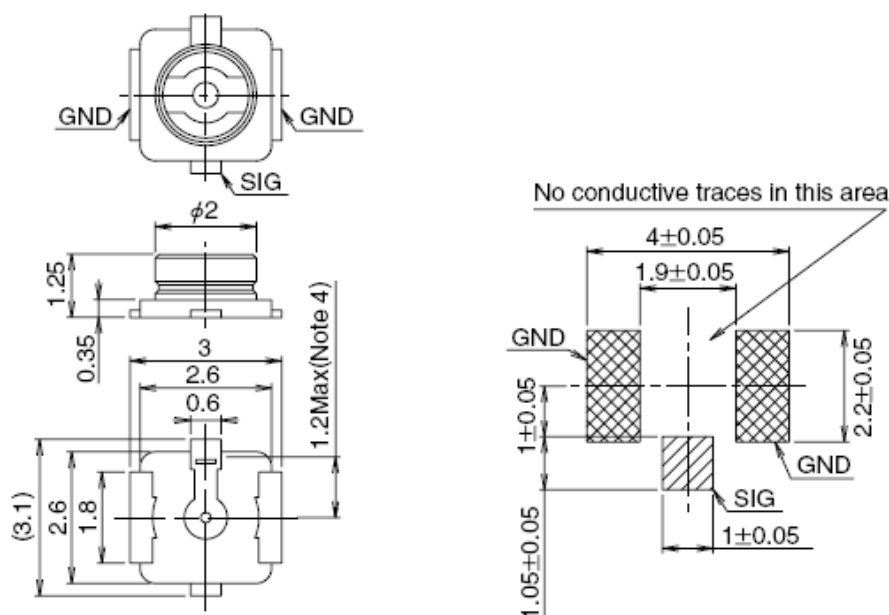 GND
GND
SIG
ϕ2
1.25
0.35
3
2.6
0.6
1.2Max(Note 4)
(3.1)
2.6
1.8
No conductive traces in this area
4±0.05
1.9±0.05
GND
2.2±0.05
1±0.05
GND
SIG
1±0.05
1.05±0.05